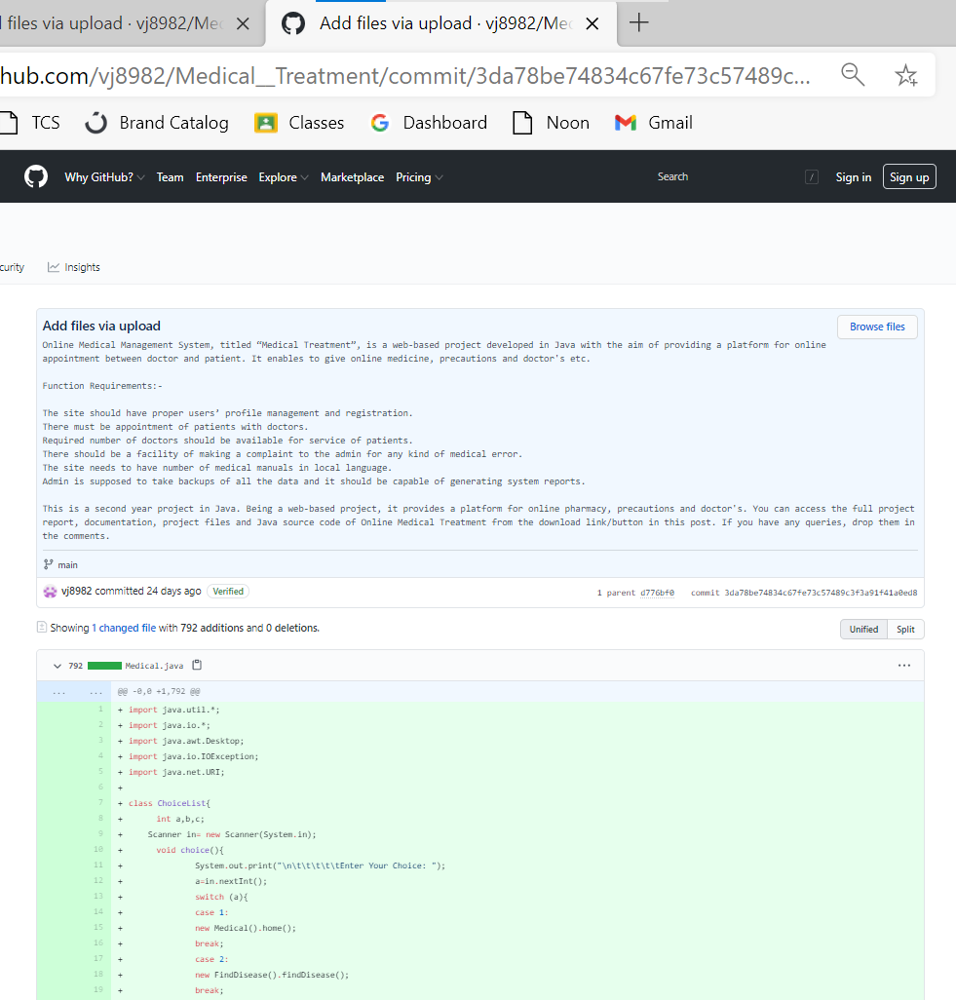 l files via upload · vj8982/Me
Add files via upload · vj8982/Me
hub.com/vj8982/Medical__Treatment/commit/3da78be74834c67fe73c57489c...
TCS
Brand Catalog
Classes
Dashboard
Noon
Gmail
Why GitHub?
Team
Enterprise
Explore
Marketplace
Pricing
Search
/
Sign in
Sign up
curity
Insights
Add files via upload
Browse files
Online Medical Management System, titled “Medical Treatment”, is a web-based project developed in Java with the aim of providing a platform for online
appointment between doctor and patient. It enables to give online medicine, precautions and doctor's etc.
Function Requirements:-
The site should have proper users’ profile management and registration.
There must be appointment of patients with doctors.
Required number of doctors should be available for service of patients.
There should be a facility of making a complaint to the admin for any kind of medical error.
The site needs to have number of medical manuals in local language.
Admin is supposed to take backups of all the data and it should be capable of generating system reports.
This is a second year project in Java. Being a web-based project, it provides a platform for online pharmacy, precautions and doctor's. You can access the full project
report, documentation, project files and Java source code of Online Medical Treatment from the download link/button in this post. If you have any queries, drop them in
the comments.
main
vj8982 committed 24 days ago Verified
1 parent d776bf0 commit 3da78be74834c67fe73c57489c3f3a91f41a0ed8
Showing 1 changed file with 792 additions and 0 deletions.
Unified Split
792 Medical.java
... ... @@ -0,0 +1,792 @@
1 + import java.util.*;
2 + import java.io.*;
3 + import java.awt.Desktop;
4 + import java.io.IOException;
5 + import java.net.URI;
6 +
7 + class ChoiceList{
8 + int a,b,c;
9 + Scanner in= new Scanner(System.in);
10 + void choice(){
11 + System.out.print("\n\t\t\t\t\tEnter Your Choice: ");
12 + a=in.nextInt();
13 + switch (a){
14 + case 1:
15 + new Medical().home();
16 + break;
17 + case 2:
18 + new FindDisease().findDisease();
19 + break;